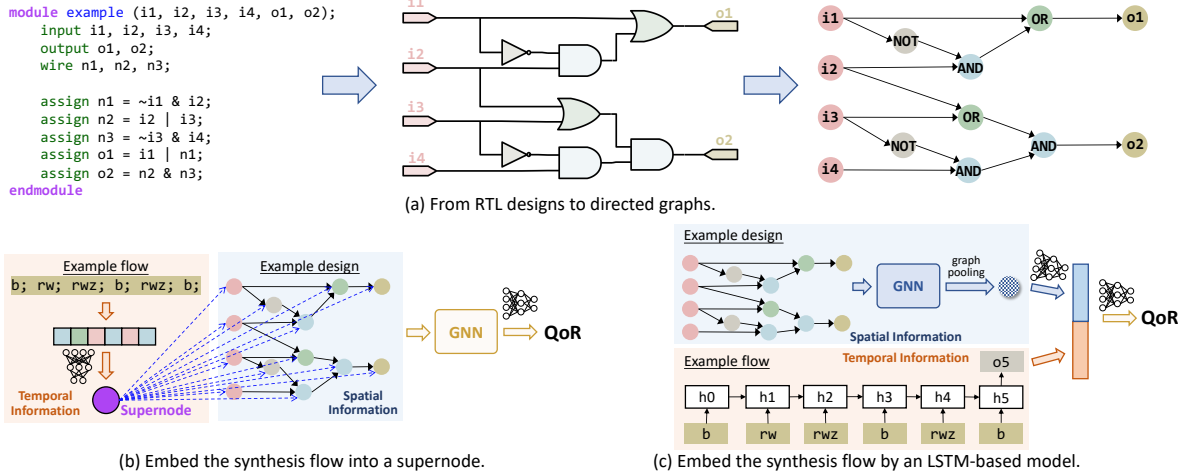 module example (i1, i2, i3, i4, o1, o2);
input i1, i2, i3, i4;
output o1, o2;
wire n1, n2, n3;
assign n1 = ~i1 & i2;
assign n2 = i2 | i3;
assign n3 = ~i3 & i4;
assign o1 = i1 | n1;
assign o2 = n2 & n3;
endmodule
i1
i2
i3
i4
o1
o2
i1
i2
i3
i4
NOT
AND
OR
OR
NOT
AND
AND
o1
o2
(a) From RTL designs to directed graphs.
Example flow
b; rw; rwz; b; rwz; b;
Temporal
Information
Supernode
Example design
Spatial
Information
GNN
QoR
(b) Embed the synthesis flow into a supernode.
Example design
GNN
graph
pooling
Spatial Information
Example flow
Temporal Information
o5
h0
h1
h2
h3
h4
h5
b
rw
rwz
b
rwz
b
QoR
(c) Embed the synthesis flow by an LSTM-based model.